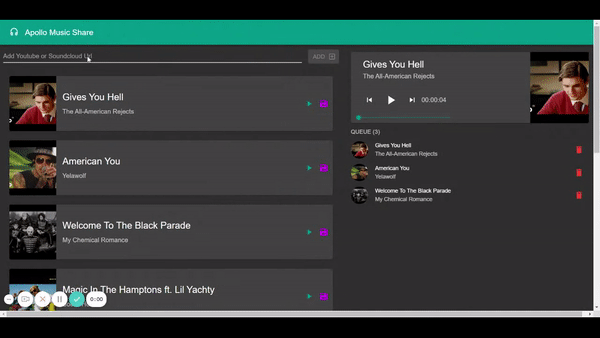 Apollo Music Share
Add Youtube or Soundcloud Url
ADD
Gives You Hell
The All-American Rejects
American You
Yelawolf
Welcome To The Black Parade
My Chemical Romance
Magic In The Hamptons ft. Lil Yachty
0:00
Gives You Hell
The All-American Rejects
00:00:04
QUEUE (3)
Gives You Hell
The All-American Rejects
American You
Yelawolf
Welcome To The Black Parade
My Chemical Romance